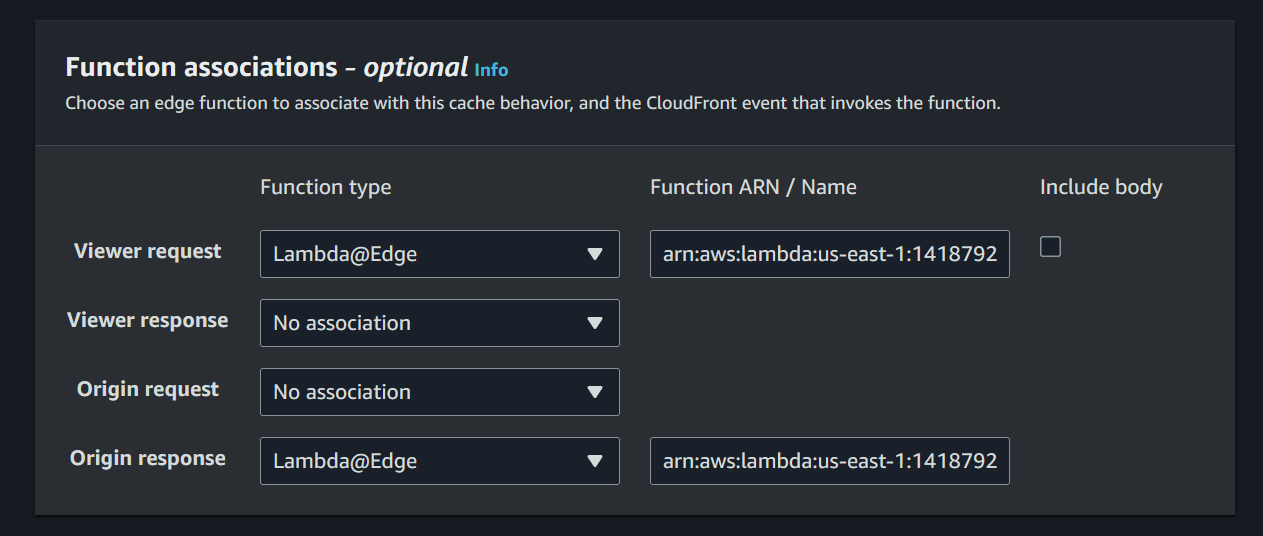 Function associations – optional Info
Choose an edge function to associate with this cache behavior, and the CloudFront event that invokes the function.
Function type Function ARN / Name Include body
Viewer request Lambda@Edge arn:aws:lambda:us-east-1:1418792
Viewer response No association
Origin request No association
Origin response Lambda@Edge arn:aws:lambda:us-east-1:1418792